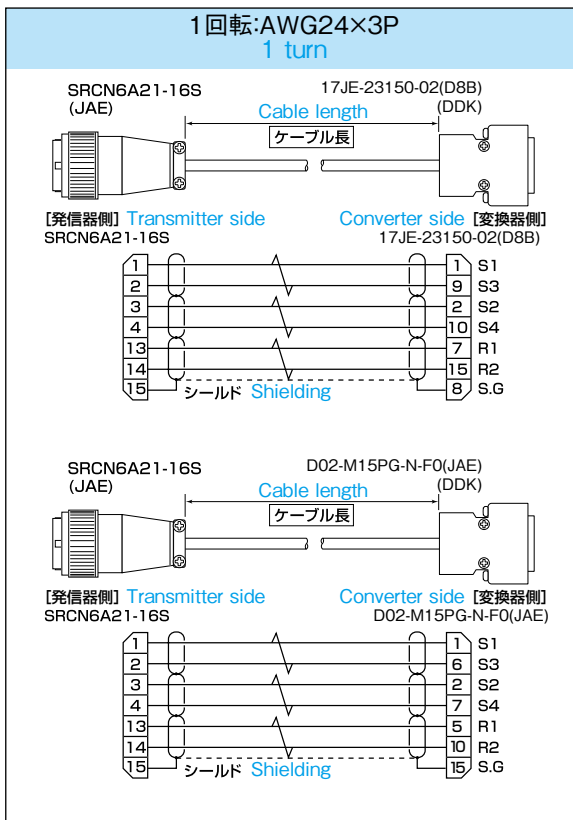 1回転:AWG24×3P
1 turn
SRCN6A21-16S
(JAE)
17JE-23150-02(D8B)
(DDK)
Cable length
ケーブル長
[発信器側] Transmitter side
SRCN6A21-16S
Converter side [変換器側]
17JE-23150-02(D8B)
1 1 S1
2 9 S3
3 2 S2
4 10 S4
13 7 R1
14 15 R2
15 シールド Shielding 8 S.G
SRCN6A21-16S
(JAE)
D02-M15PG-N-F0(JAE)
(DDK)
Cable length
ケーブル長
[発信器側] Transmitter side
SRCN6A21-16S
Converter side [変換器側]
D02-M15PG-N-F0(JAE)
1 1 S1
2 6 S3
3 2 S2
4 7 S4
13 5 R1
14 10 R2
15 シールド Shielding 15 S.G